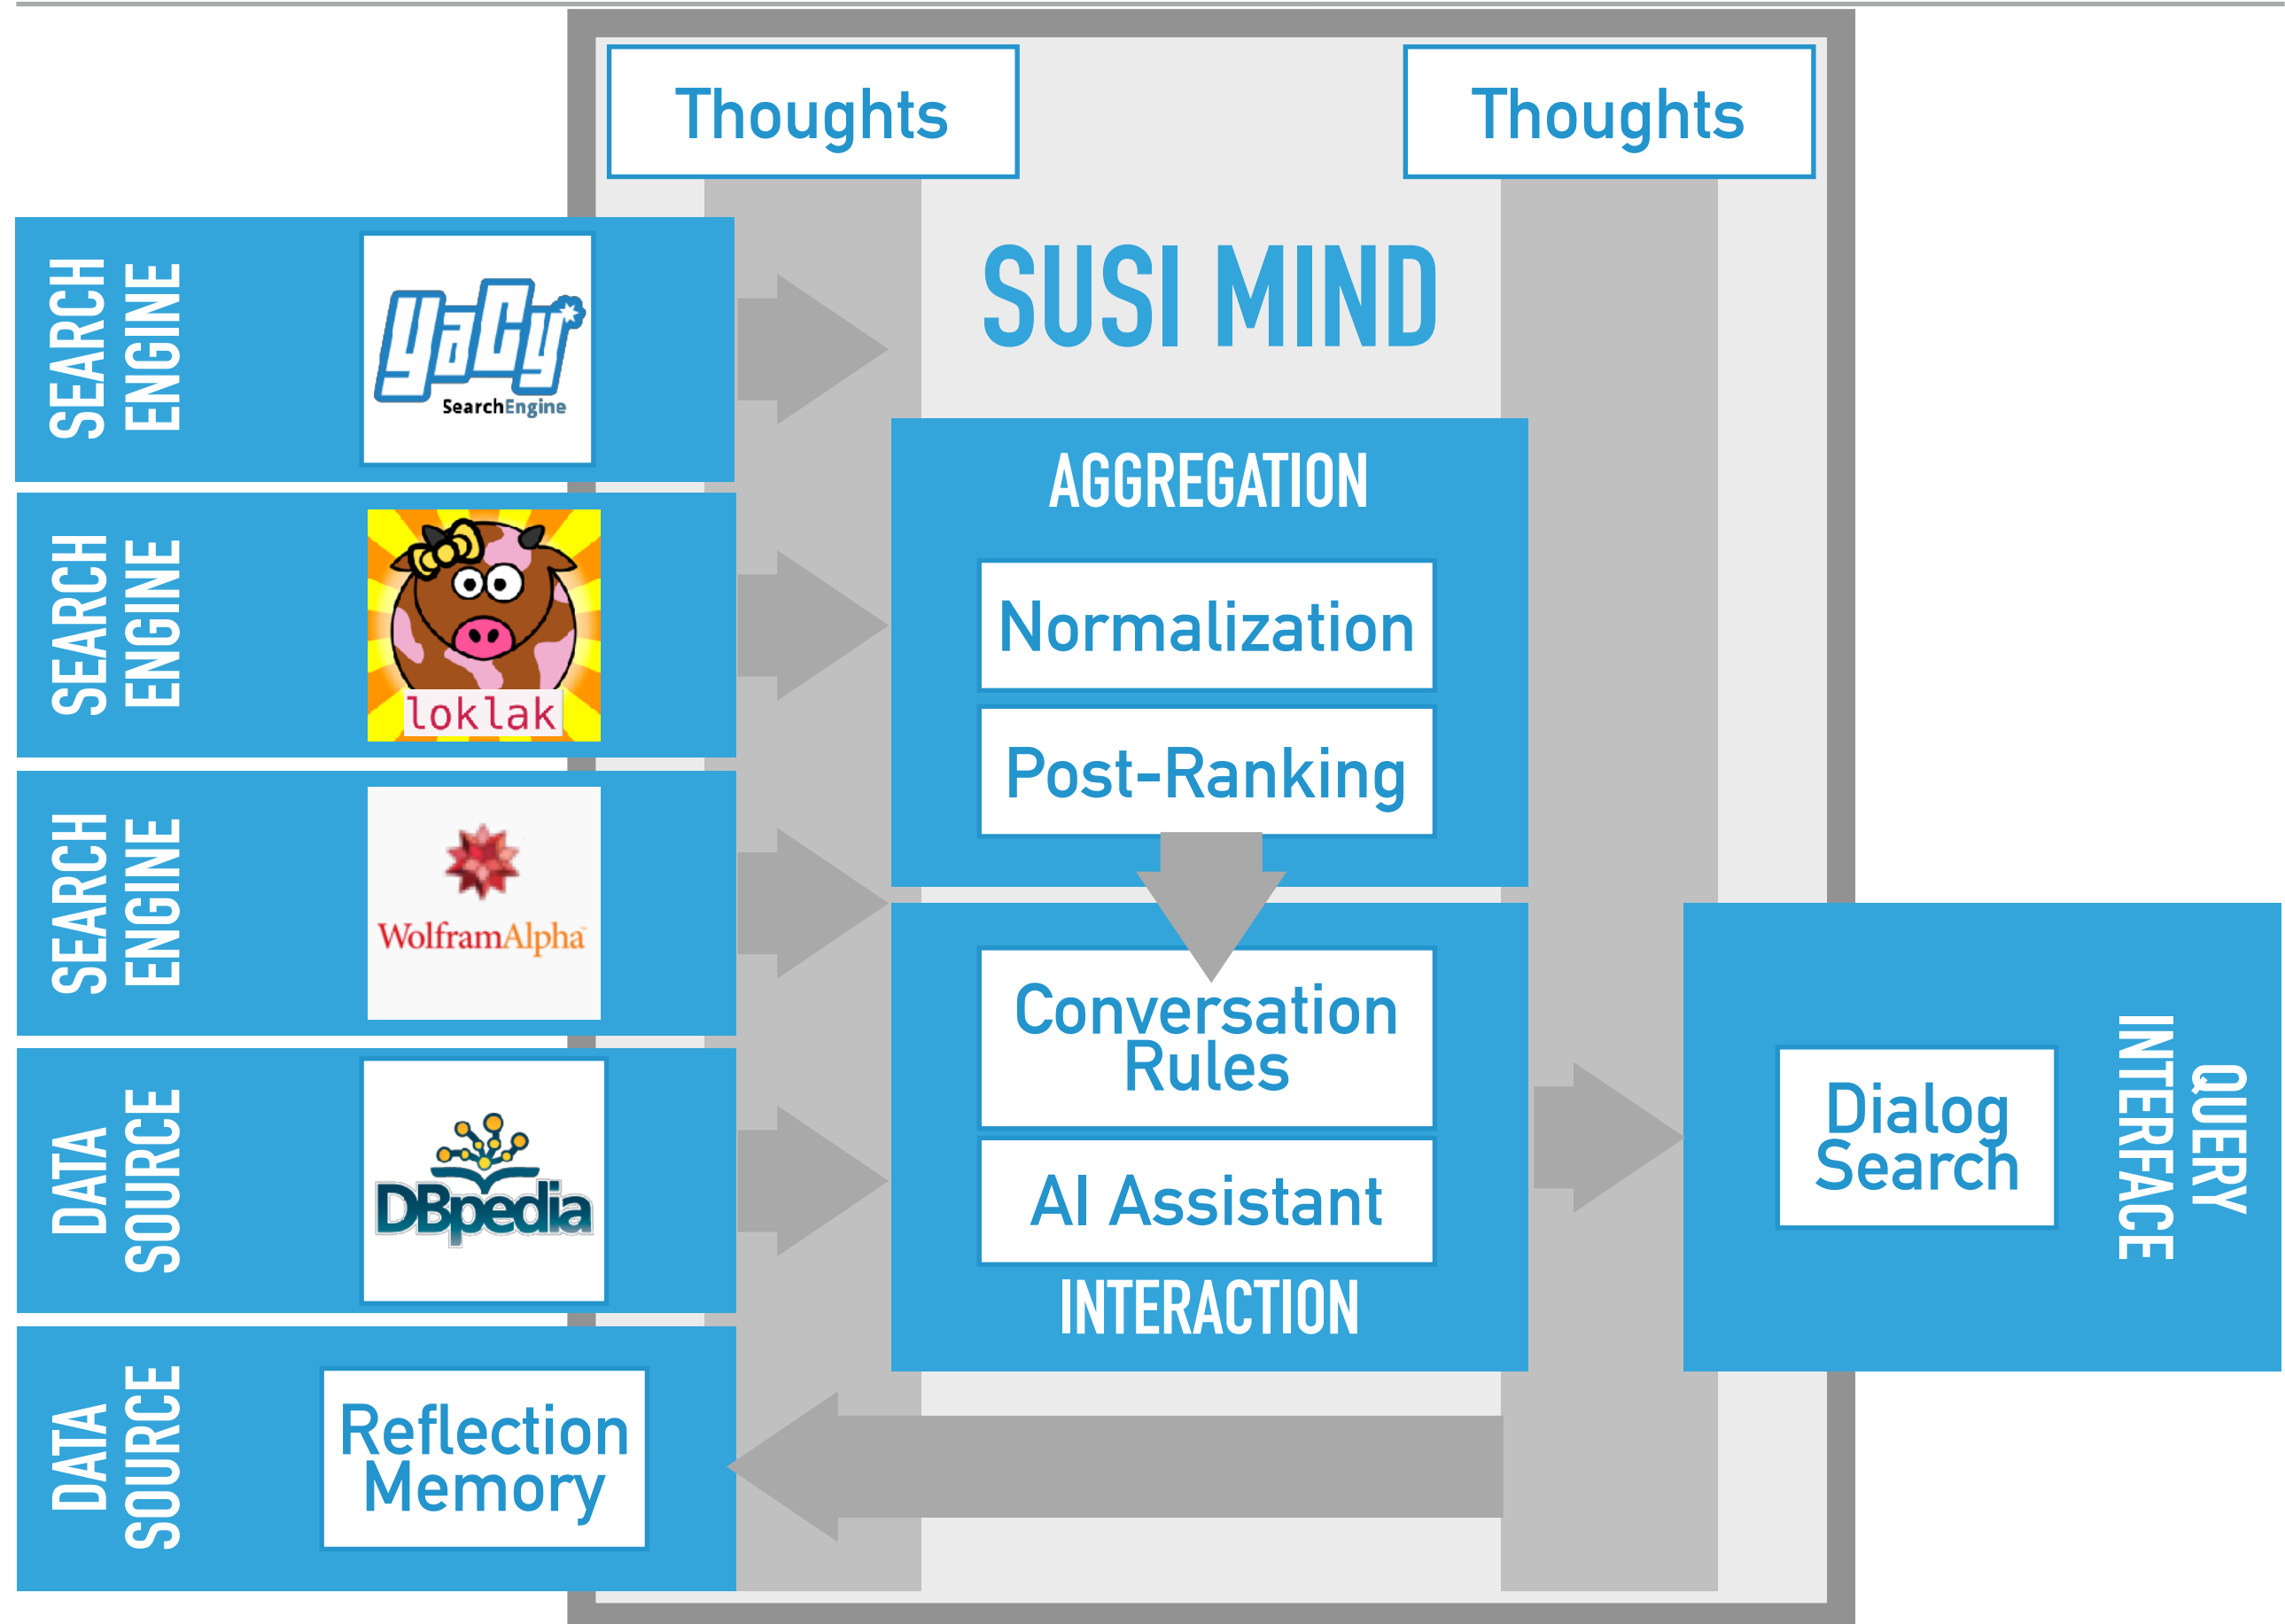 Thoughts
Thoughts
SUSI MIND
SEARCH
ENGINE
YaCy
SearchEngine
SEARCH
ENGINE
loklak
SEARCH
ENGINE
WolframAlpha
DATA
SOURCE
DBpedia
DATA
SOURCE
Reflection
Memory
AGGREGATION
Normalization
Post-Ranking
Conversation
Rules
AI Assistant
INTERACTION
Dialog
Search
QUERY
INTERFACE